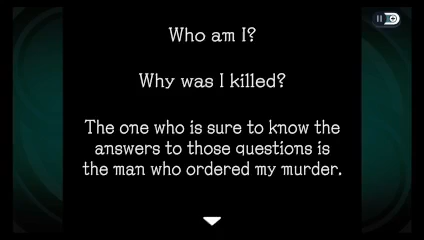 Who am I?
Why was I killed?
The one who is sure to know the
answers to those questions is
the man who ordered my murder.